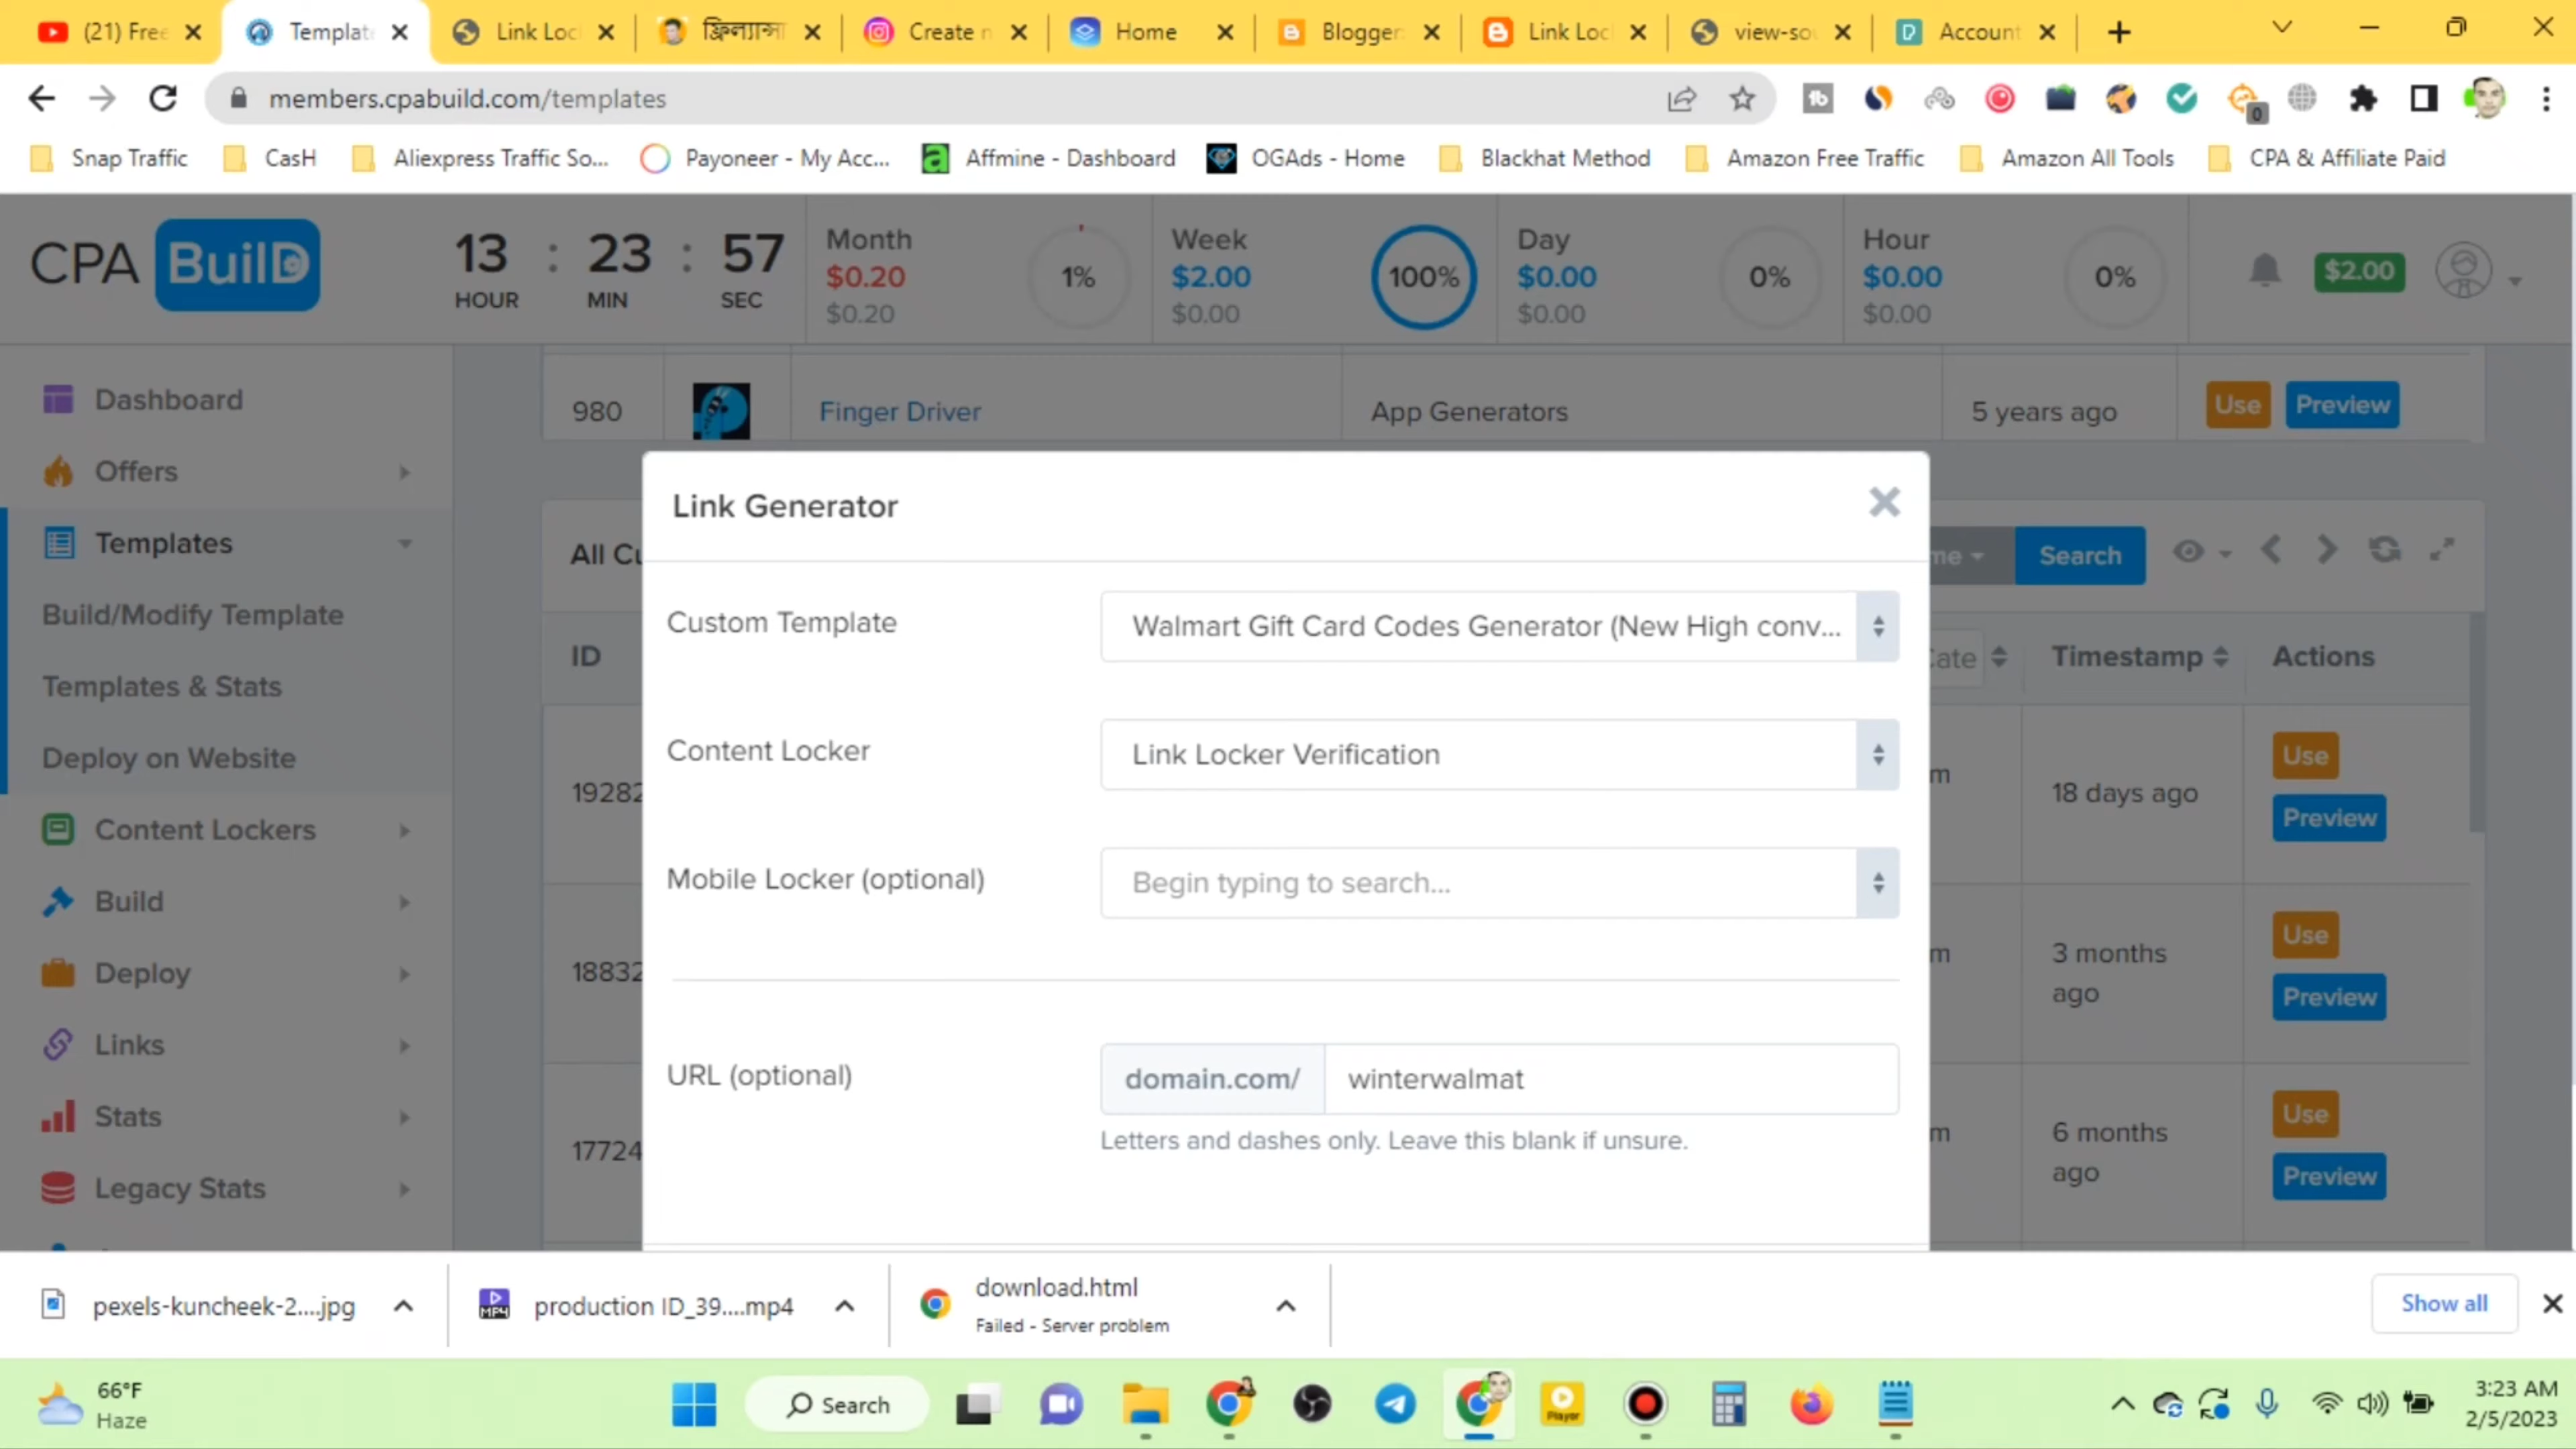 (21) Free
Templat
Link Loc
ফ্রিল্যান্সা
Create n
Home
Blogger
Link Loc
view-sou
Account
members.cpabuild.com/templates
0
Snap Traffic
CasH
Aliexpress Traffic So...
Payoneer - My Acc...
Affmine - Dashboard
OGAds - Home
Blackhat Method
Amazon Free Traffic
Amazon All Tools
CPA & Affiliate Paid
CPA BuilD
13 : 23 : 57
HOUR MIN SEC
Month
$0.20
$0.20
1%
Week
$2.00
$0.00
100%
Day
$0.00
$0.00
0%
Hour
$0.00
$0.00
0%
$2.00
Dashboard
Offers
Templates
Build/Modify Template
Templates & Stats
Deploy on Website
Content Lockers
Build
Deploy
Links
Stats
Legacy Stats
980 Finger Driver App Generators 5 years ago Use Preview
All Cu
me Search
ID
Cate Timestamp Actions
19282 m 18 days ago Use
Preview
18832 m 3 months ago Use
Preview
17724 m 6 months ago Use
Preview
Link Generator
Custom Template Walmart Gift Card Codes Generator (New High conv...
Content Locker Link Locker Verification
Mobile Locker (optional) Begin typing to search...
URL (optional) domain.com/ winterwalmat
Letters and dashes only. Leave this blank if unsure.
pexels-kuncheek-2....jpg
MP4 production ID_39....mp4
download.html
Failed - Server problem
Show all
66°F
Haze
Search
Player
3:23 AM
2/5/2023